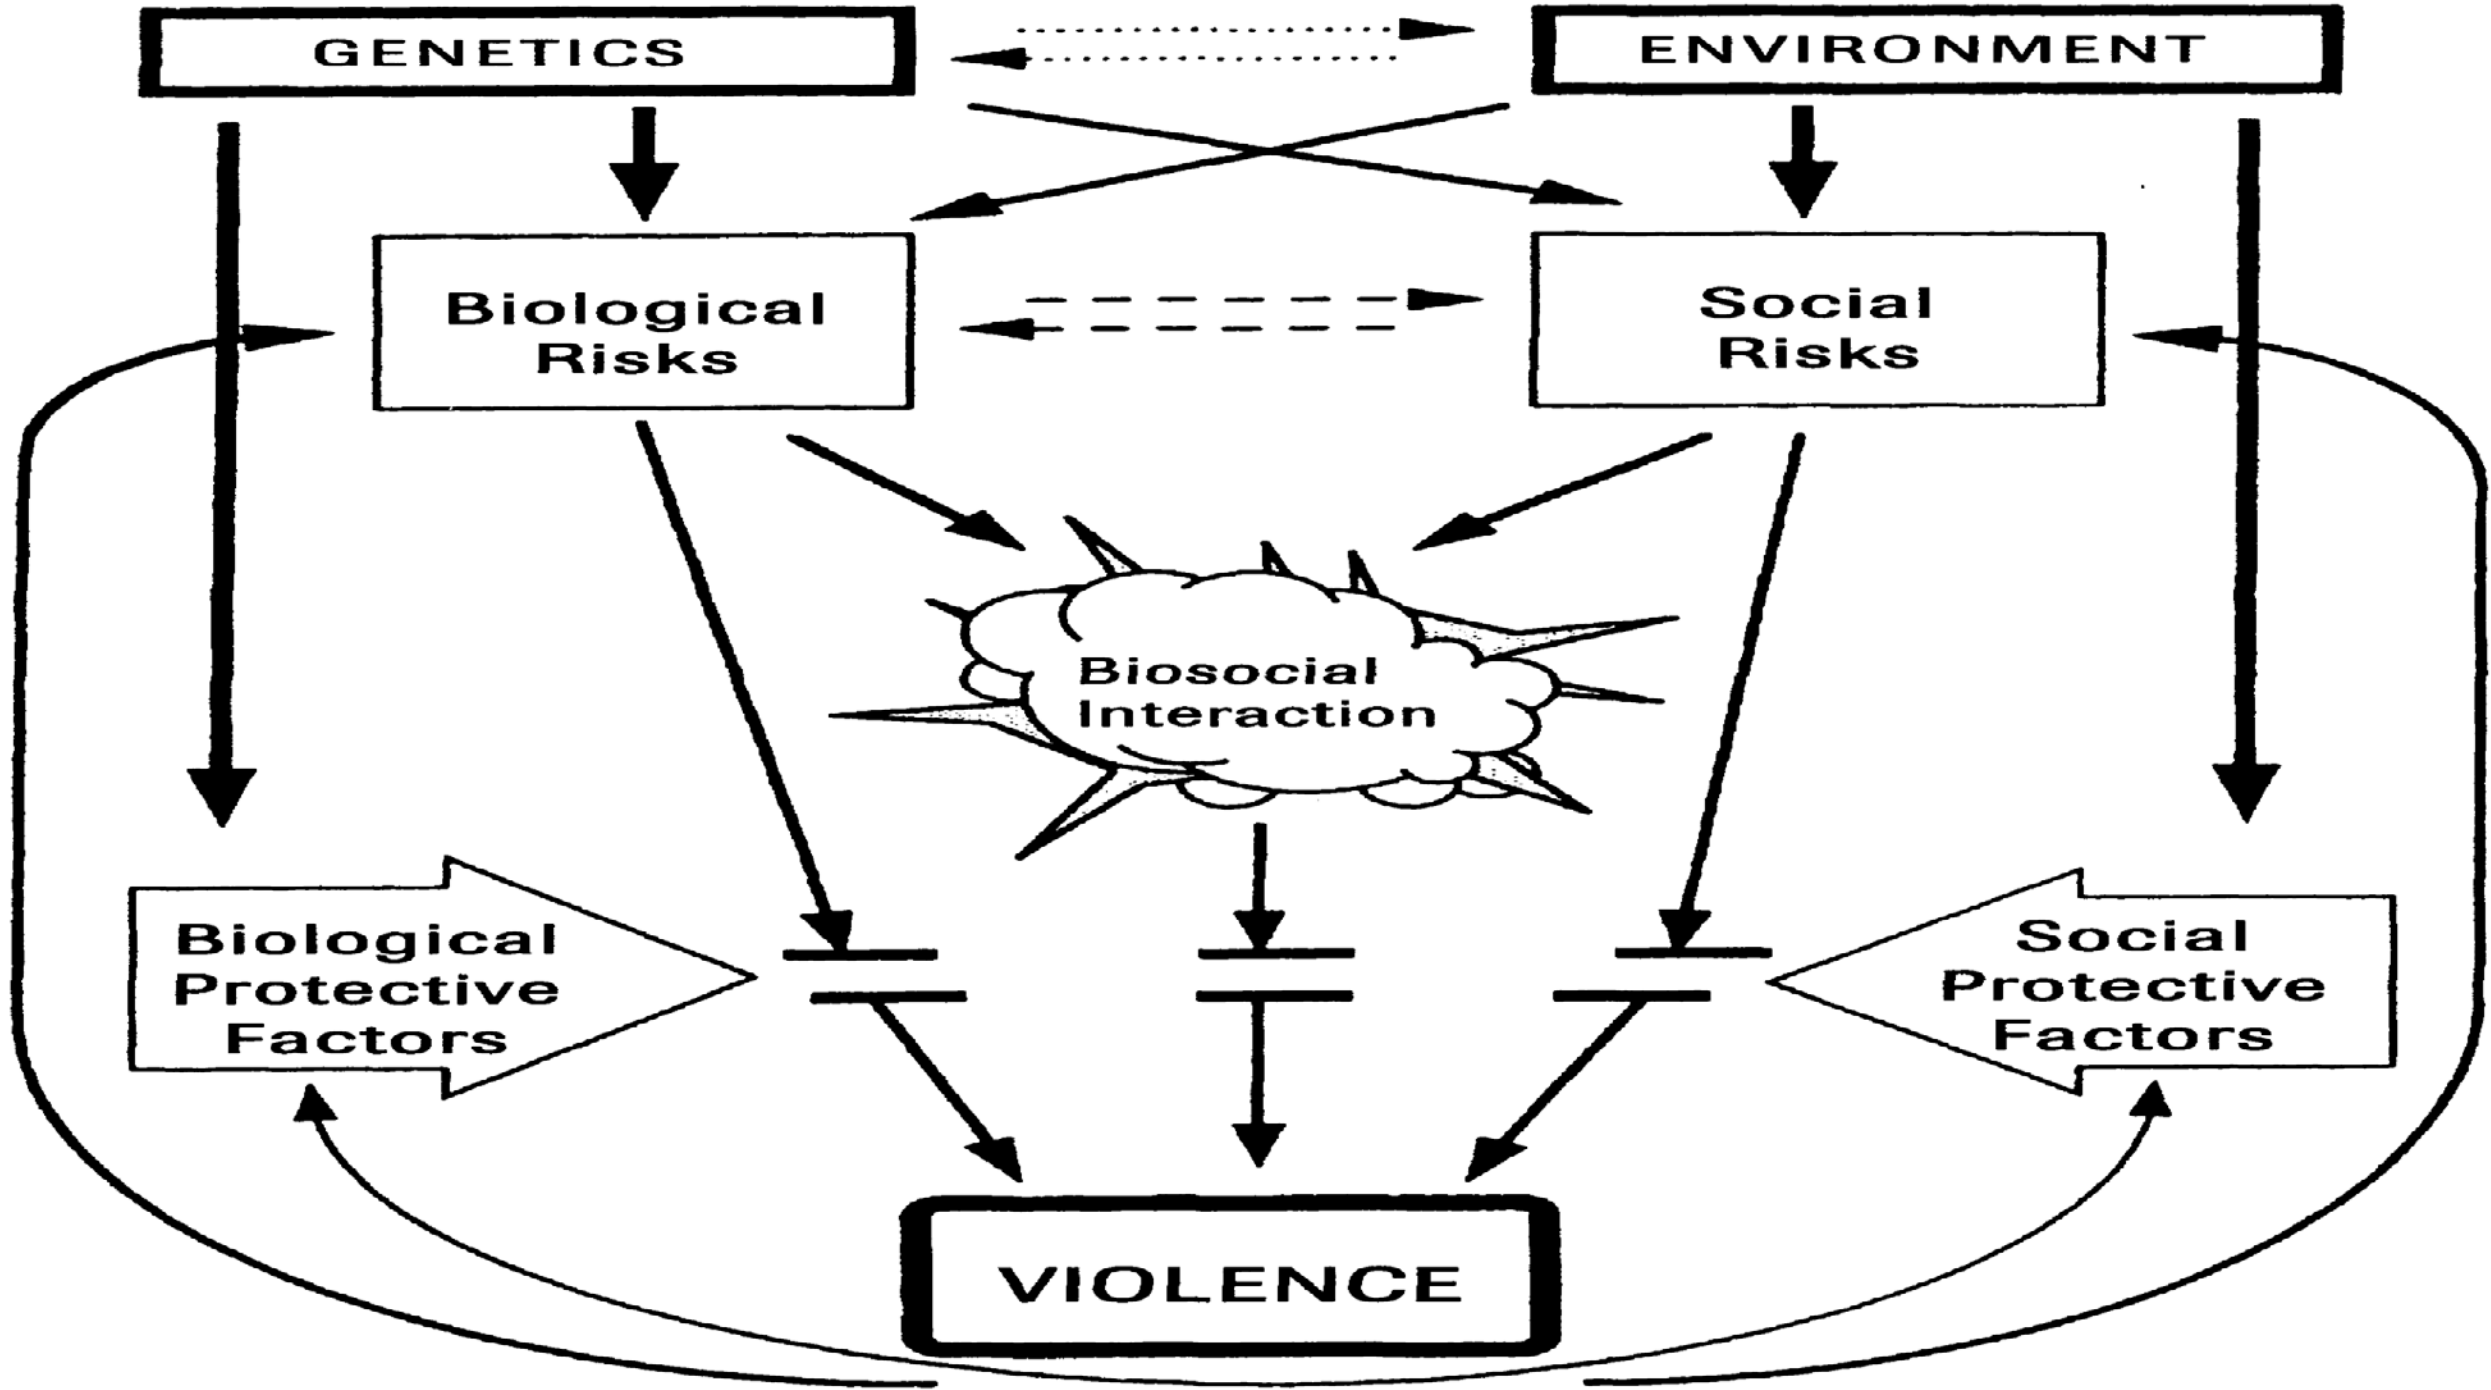 GENETICS
ENVIRONMENT
Biological
Risks
Social
Risks
Biosocial
Interaction
Biological
Protective
Factors
Social
Protective
Factors
VIOLENCE